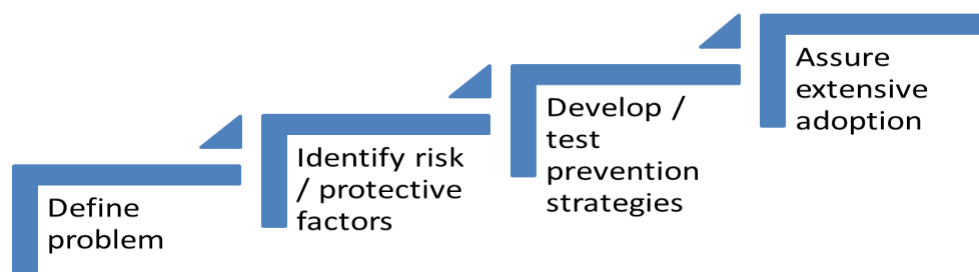 Define
problem
Identify risk
/ protective
factors
Develop /
test
prevention
strategies
Assure
extensive
adoption